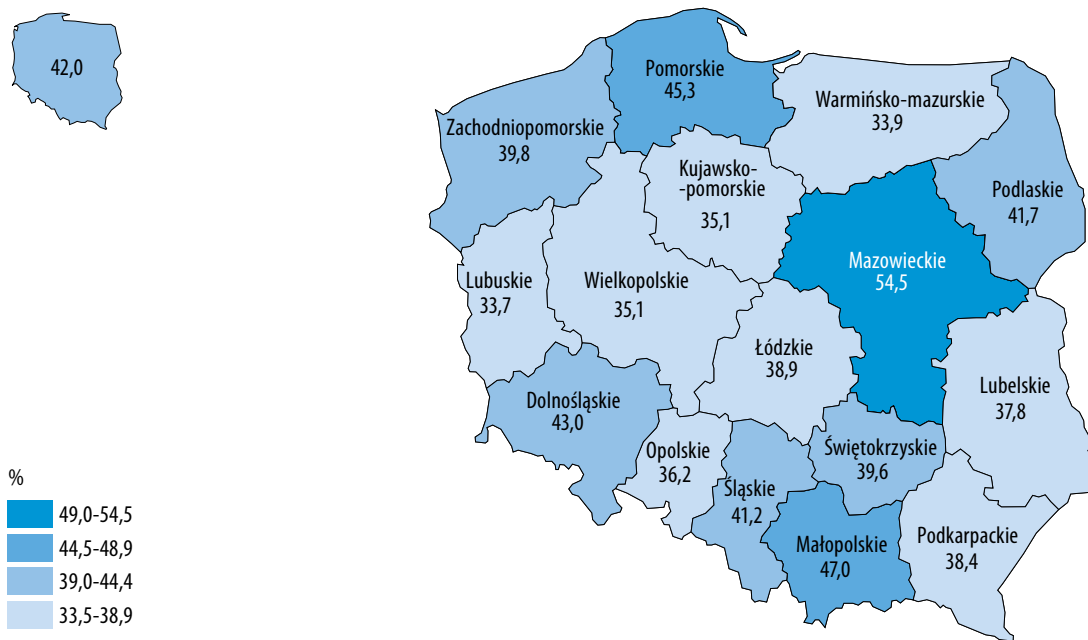 42,0
Pomorskie
45,3
Warmińsko-mazurskie
33,9
Zachodniopomorskie
39,8
Kujawsko-
-pomorskie
35,1
Podlaskie
41,7
Mazowieckie
54,5
Lubuskie
33,7
Wielkopolskie
35,1
Łódzkie
38,9
Lubelskie
37,8
Dolnośląskie
43,0
Opolskie
36,2
Świętokrzyskie
39,6
Śląskie
41,2
Małopolskie
47,0
Podkarpackie
38,4
%
49,0-54,5
44,5-48,9
39,0-44,4
33,5-38,9